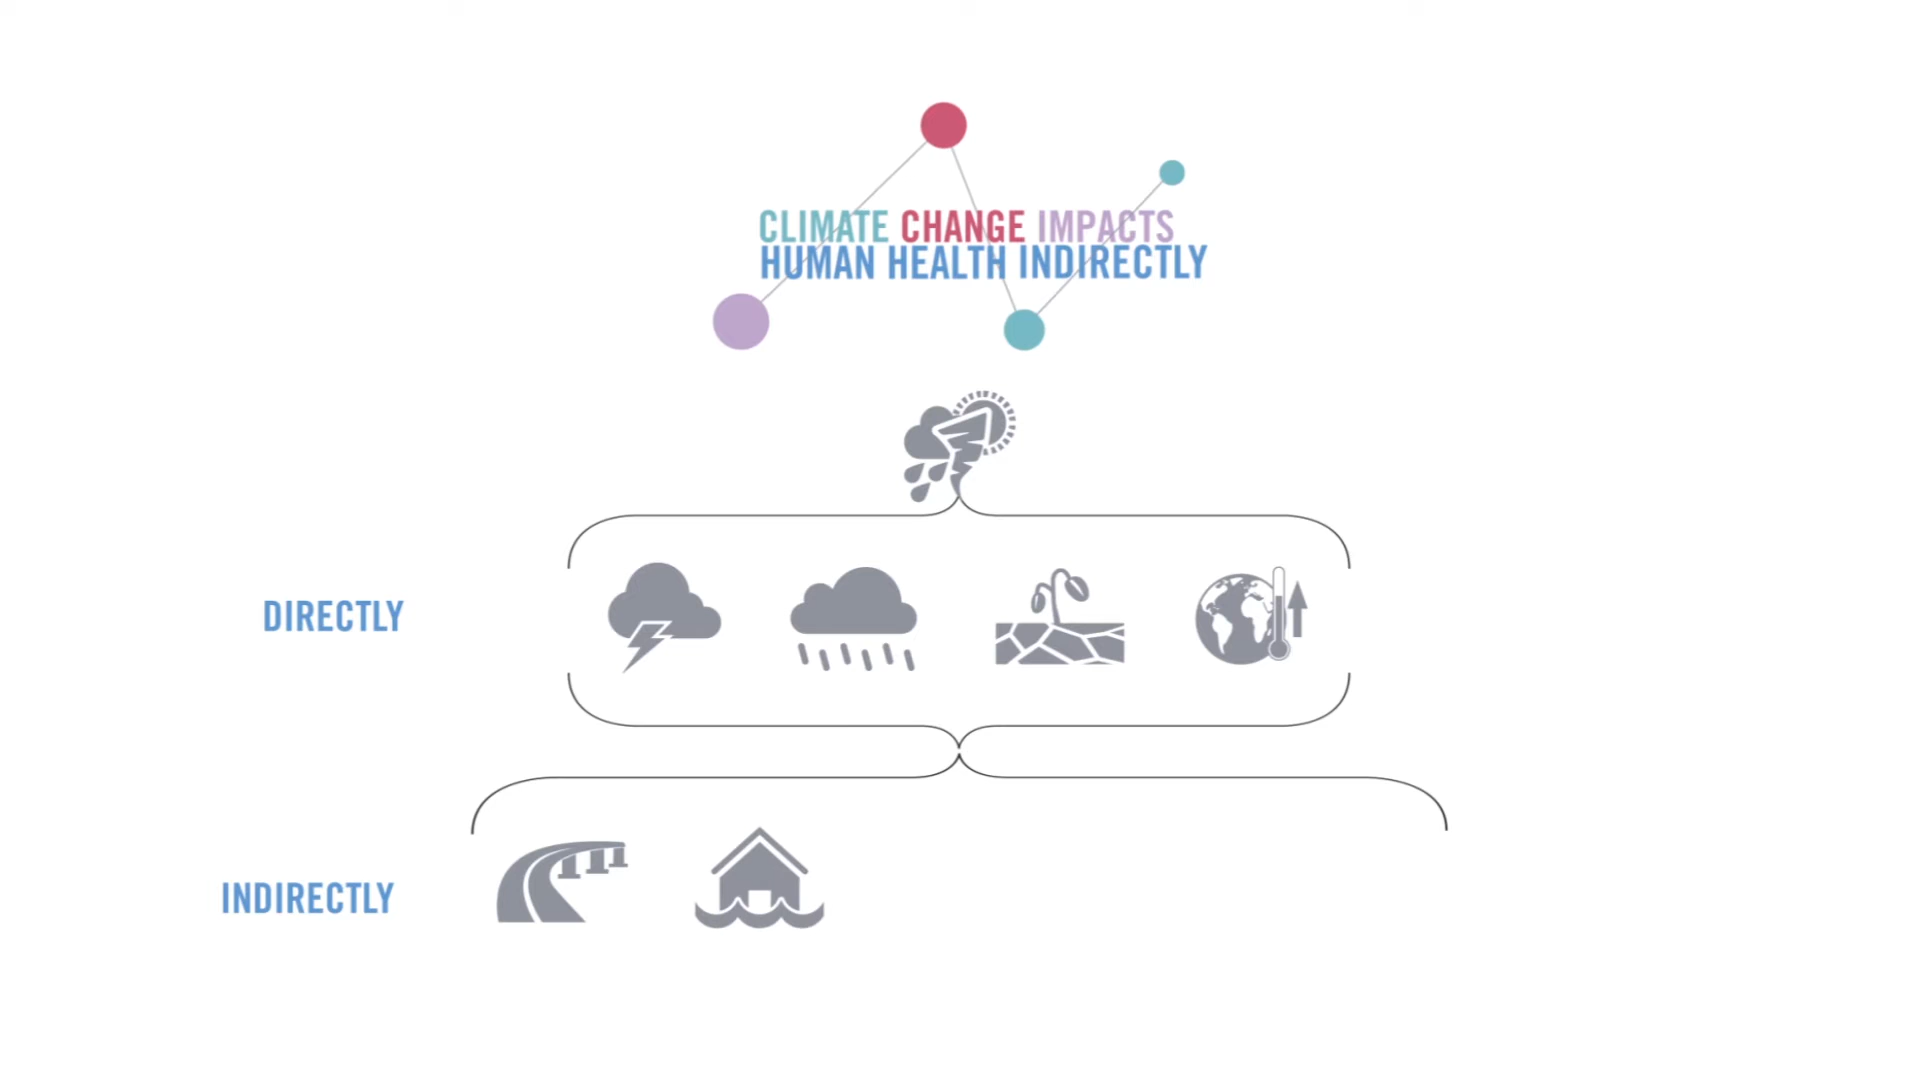 CLIMATE CHANGE IMPACTS
HUMAN HEALTH INDIRECTLY
DIRECTLY
INDIRECTLY